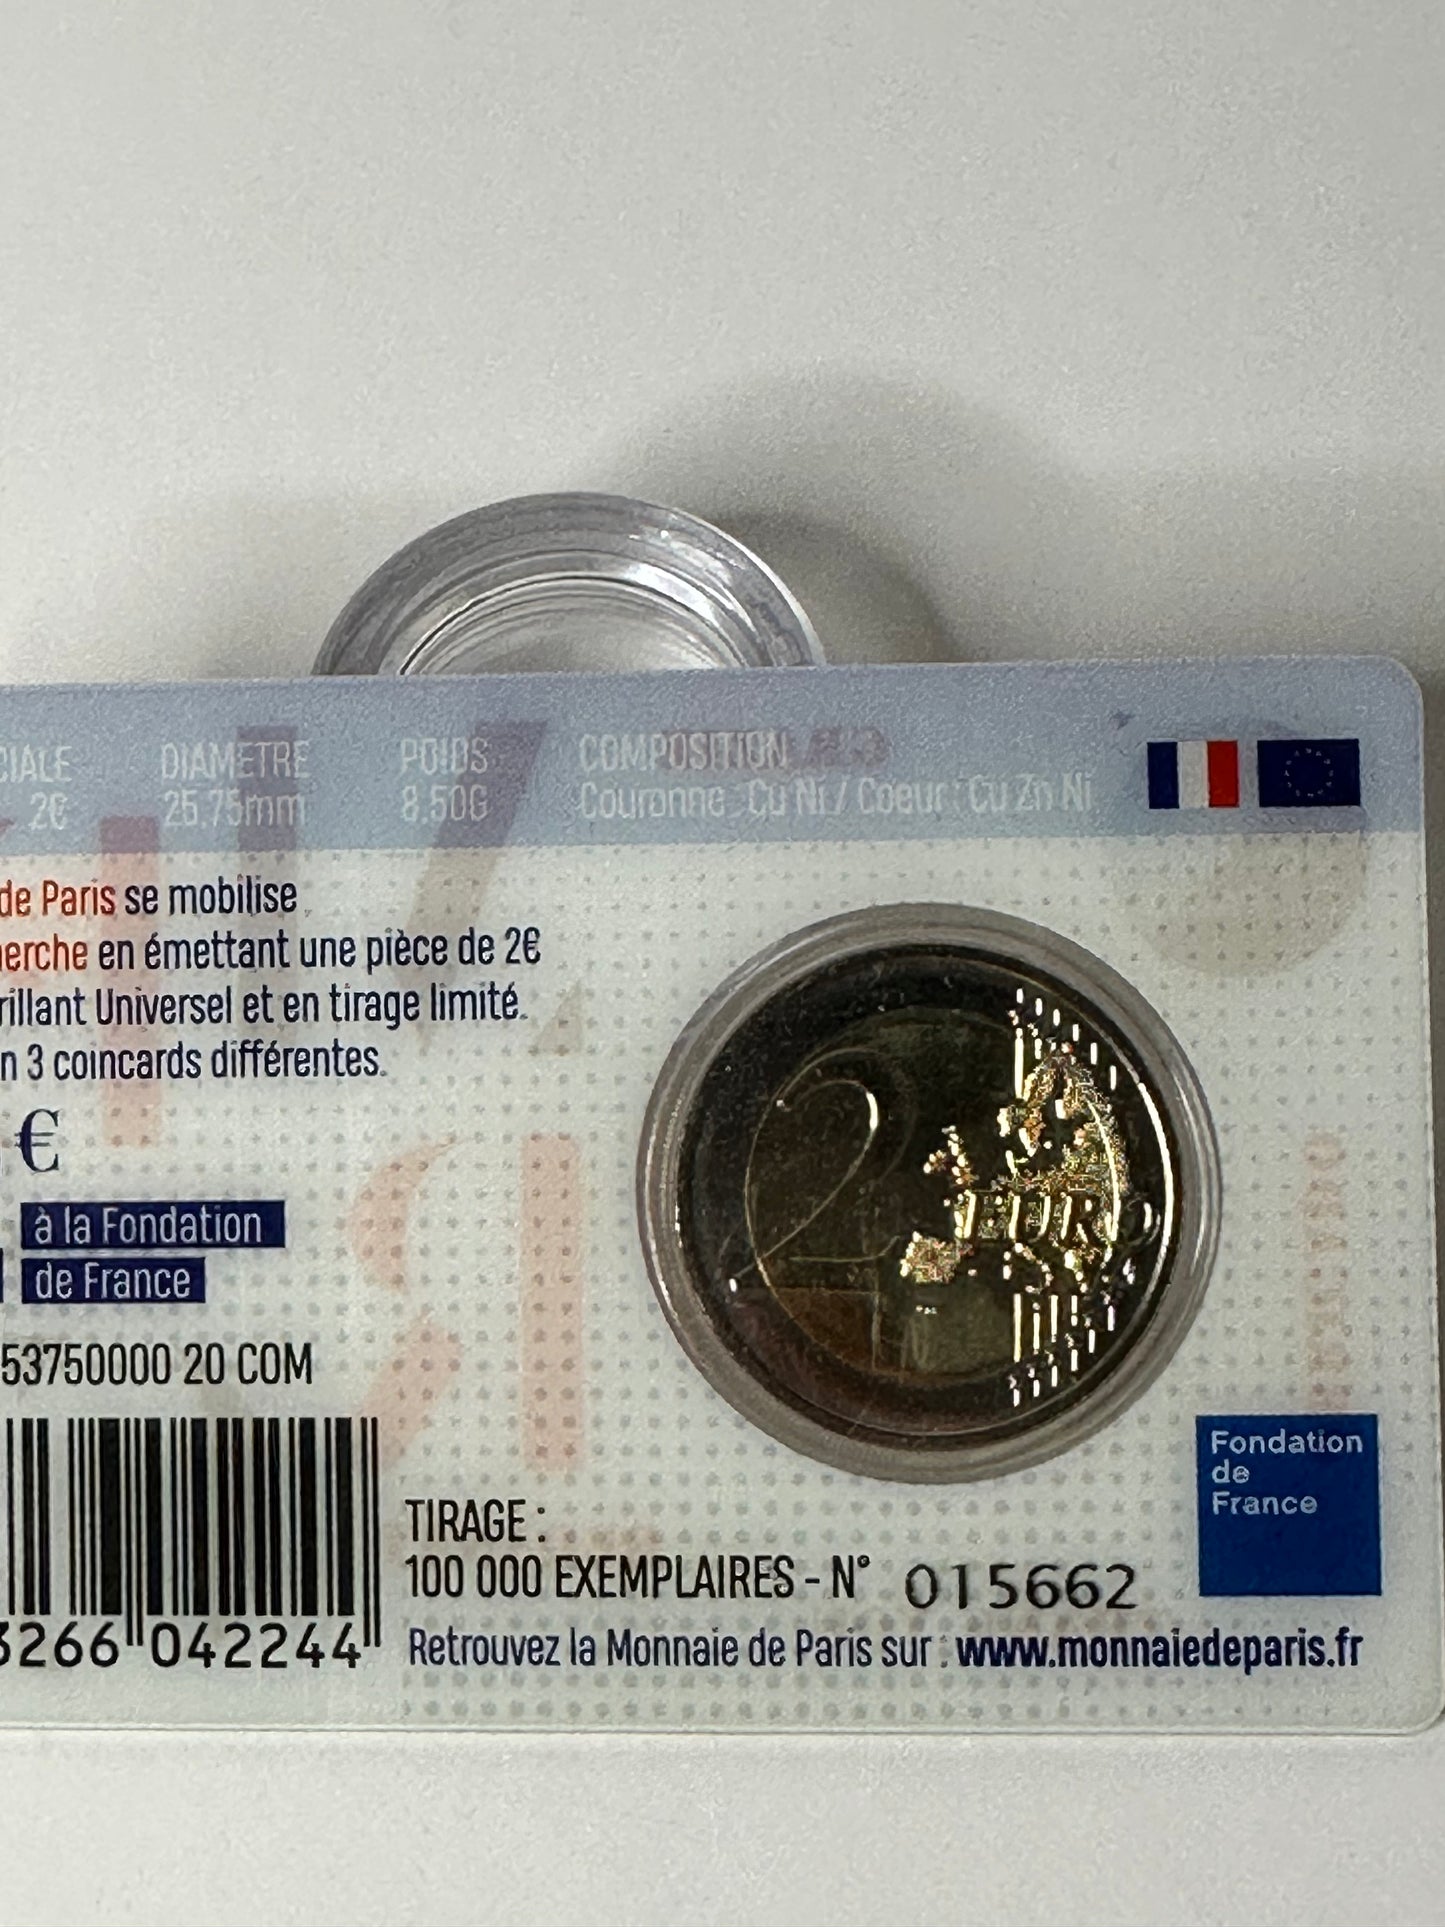 CIALE
2€
DIAMETRE
25,75mm
POIDS
8,50G
COMPOSITION
Couronne : Cu Ni / Coeur : Cu Zn Ni
de Paris se mobilise
herche en émettant une pièce de 2€
rillant Universel et en tirage limité.
n 3 coincards différentes.
€
à la Fondation
de France
53750000 20 COM
3266 042244
2
EURO
TIRAGE :
100 000 EXEMPLAIRES - N° 015662
Retrouvez la Monnaie de Paris sur : www.monnaiedeparis.fr
Fondation
de
France